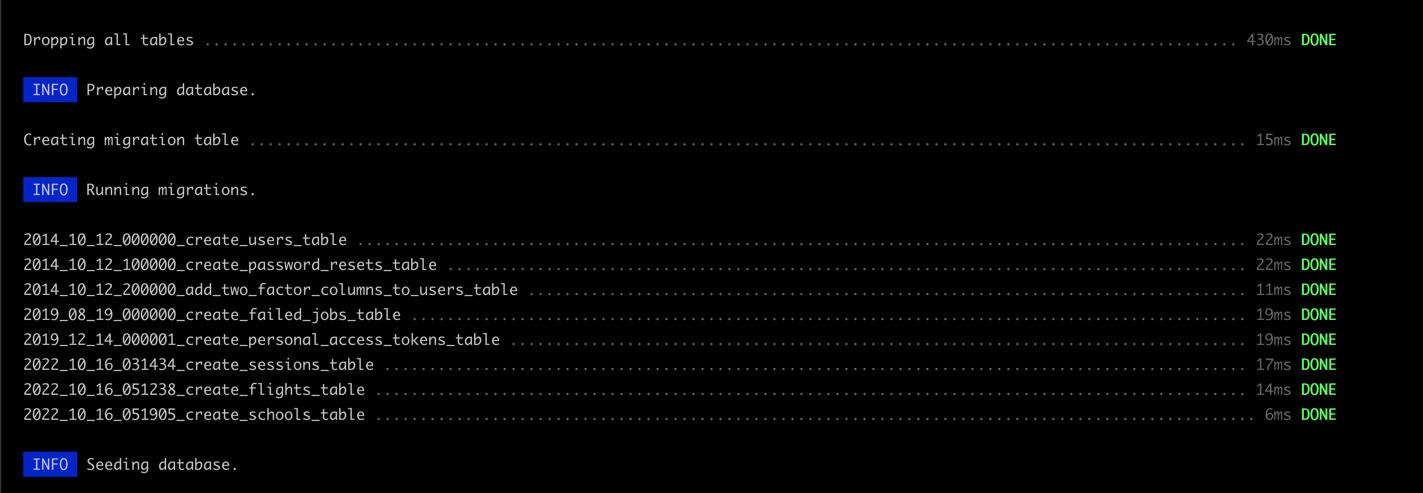 Dropping all tables ................................................................................................................... 430ms DONE
INFO Preparing database.
Creating migration table ............................................................................................................... 15ms DONE
INFO Running migrations.
2014_10_12_000000_create_users_table ................................................................................................... 22ms DONE
2014_10_12_100000_create_password_resets_table ......................................................................................... 22ms DONE
2014_10_12_200000_add_two_factor_columns_to_users_table ................................................................................ 11ms DONE
2019_08_19_000000_create_failed_jobs_table ............................................................................................. 19ms DONE
2019_12_14_000001_create_personal_access_tokens_table .................................................................................. 19ms DONE
2022_10_16_031434_create_sessions_table ................................................................................................ 17ms DONE
2022_10_16_051238_create_flights_table ................................................................................................. 14ms DONE
2022_10_16_051905_create_schools_table .................................................................................................. 6ms DONE
INFO Seeding database.